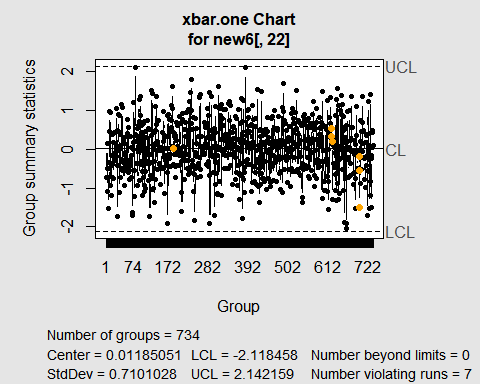 xbar.one Chart
for new6[, 22]
Group summary statistics
2
1
0
-1
-2
UCL
CL
LCL
1 74 172 282 392 502 612 722
Group
Number of groups = 734
Center = 0.01185051 LCL = -2.118458 Number beyond limits = 0
StdDev = 0.7101028 UCL = 2.142159 Number violating runs = 7